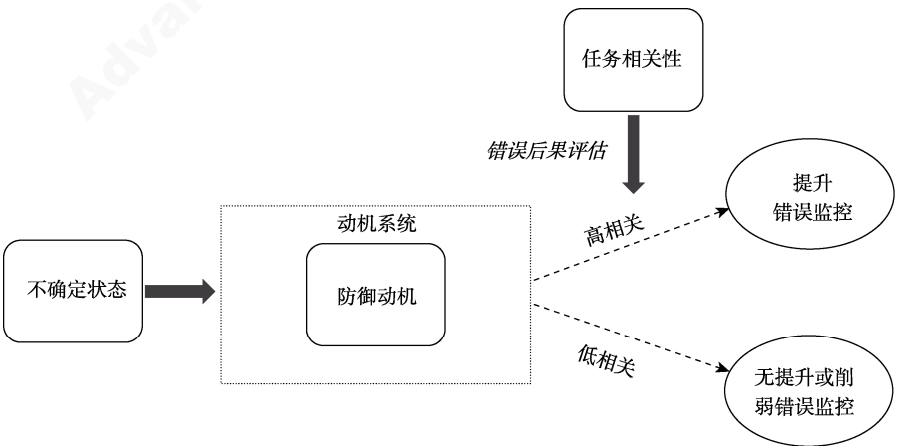 Advan
任务相关性
错误后果评估
提升
错误监控
动机系统
高相关
不确定状态
防御动机
低相关
无提升或削
弱错误监控